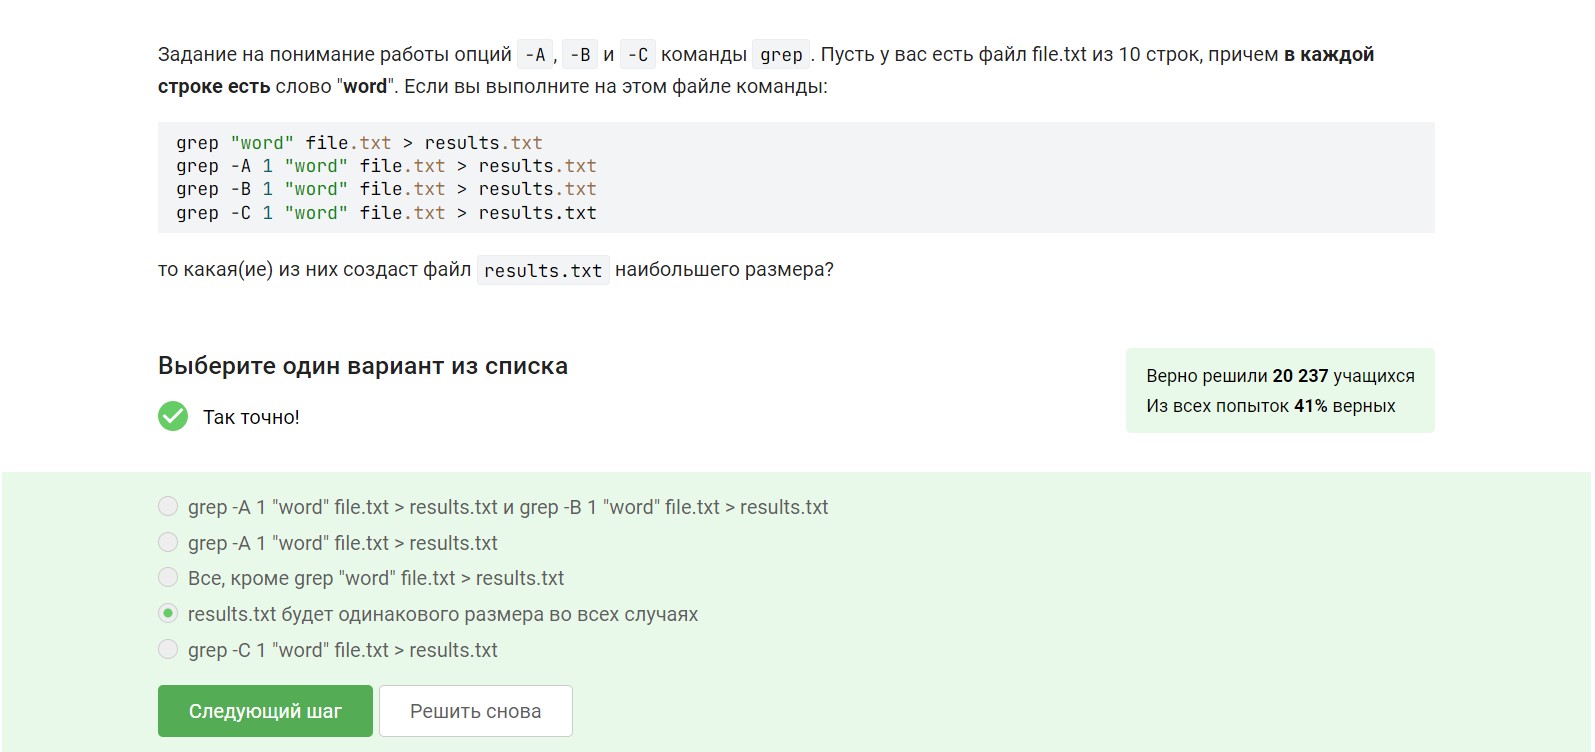 Задание на понимание работы опций -A, -B и -C команды grep. Пусть у вас есть файл file.txt из 10 строк, причем в каждой
строке есть слово "word". Если вы выполните на этом файле команды:
grep "word" file.txt > results.txt
grep -A 1 "word" file.txt > results.txt
grep -B 1 "word" file.txt > results.txt
grep -C 1 "word" file.txt > results.txt
то какая(ие) из них создаст файл results.txt наибольшего размера?
Выберите один вариант из списка
Верно решили 20 237 учащихся
Из всех попыток 41% верных
Так точно!
grep -A 1 "word" file.txt > results.txt и grep -B 1 "word" file.txt > results.txt
grep -A 1 "word" file.txt > results.txt
Все, кроме grep "word" file.txt > results.txt
results.txt будет одинакового размера во всех случаях
grep -C 1 "word" file.txt > results.txt
Следующий шаг
Решить снова